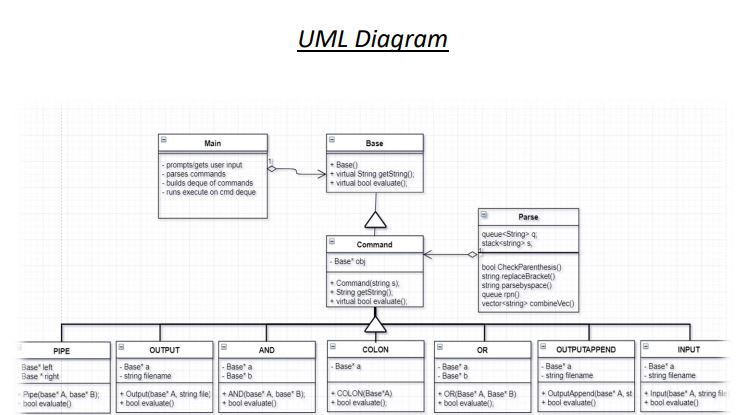 UML Diagram
Main
- prompts/gets user input
- parses commands
- builds deque of commands
- runs execute on cmd deque
1
Base
+ Base()
+ virtual String getString();
+ virtual bool evaluate();
Command
- Base* obj
+ Command(string s);
+ String getString();
+ virtual bool evaluate();
Parse
queue<String> q;
stack<string> s;
1
bool CheckParenthesis()
string replaceBracket()
string parsebyspace()
queue rpn()
vector<string> combineVec()
PIPE
Base* left
Base * right
- Pipe(base* A, base* B);
bool evaluate()
OUTPUT
- Base* a
- string filename
+ Output(base* A, string file)
+ bool evaluate()
AND
- Base* a
- Base* b
+ AND(base* A, base* B);
+ bool evaluate();
COLON
- Base* a
+ COLON(Base*A)
+ bool evaluate();
OR
- Base* a
- Base* b
+ OR(Base* A, Base* B)
+ bool evaluate();
OUTPUTAPPEND
- Base* a
- string filename
+ OutputAppend(base* A, st
+ bool evaluate()
INPUT
- Base* a
- string filename
+ Input(base* A, string file
+ bool evaluate()